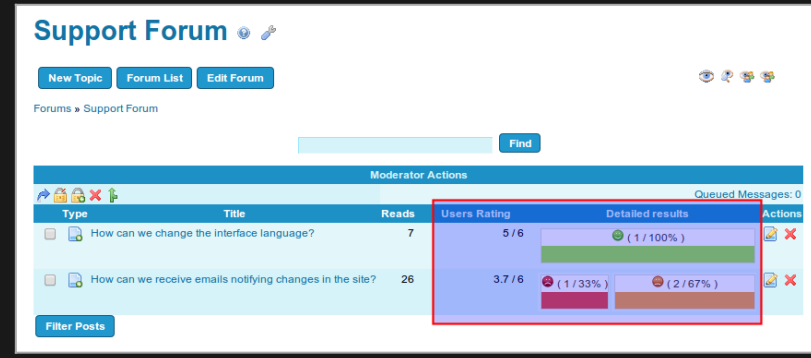 Support Forum
New Topic Forum List Edit Forum
Forums » Support Forum
Find
Moderator Actions
Queued Messages: 0
Type Title Reads Users Rating Detailed results Actions
How can we change the interface language? 7 5 / 6 ( 1 / 100% )
How can we receive emails notifying changes in the site? 26 3.7 / 6 ( 1 / 33% ) ( 2 / 67% )
Filter Posts